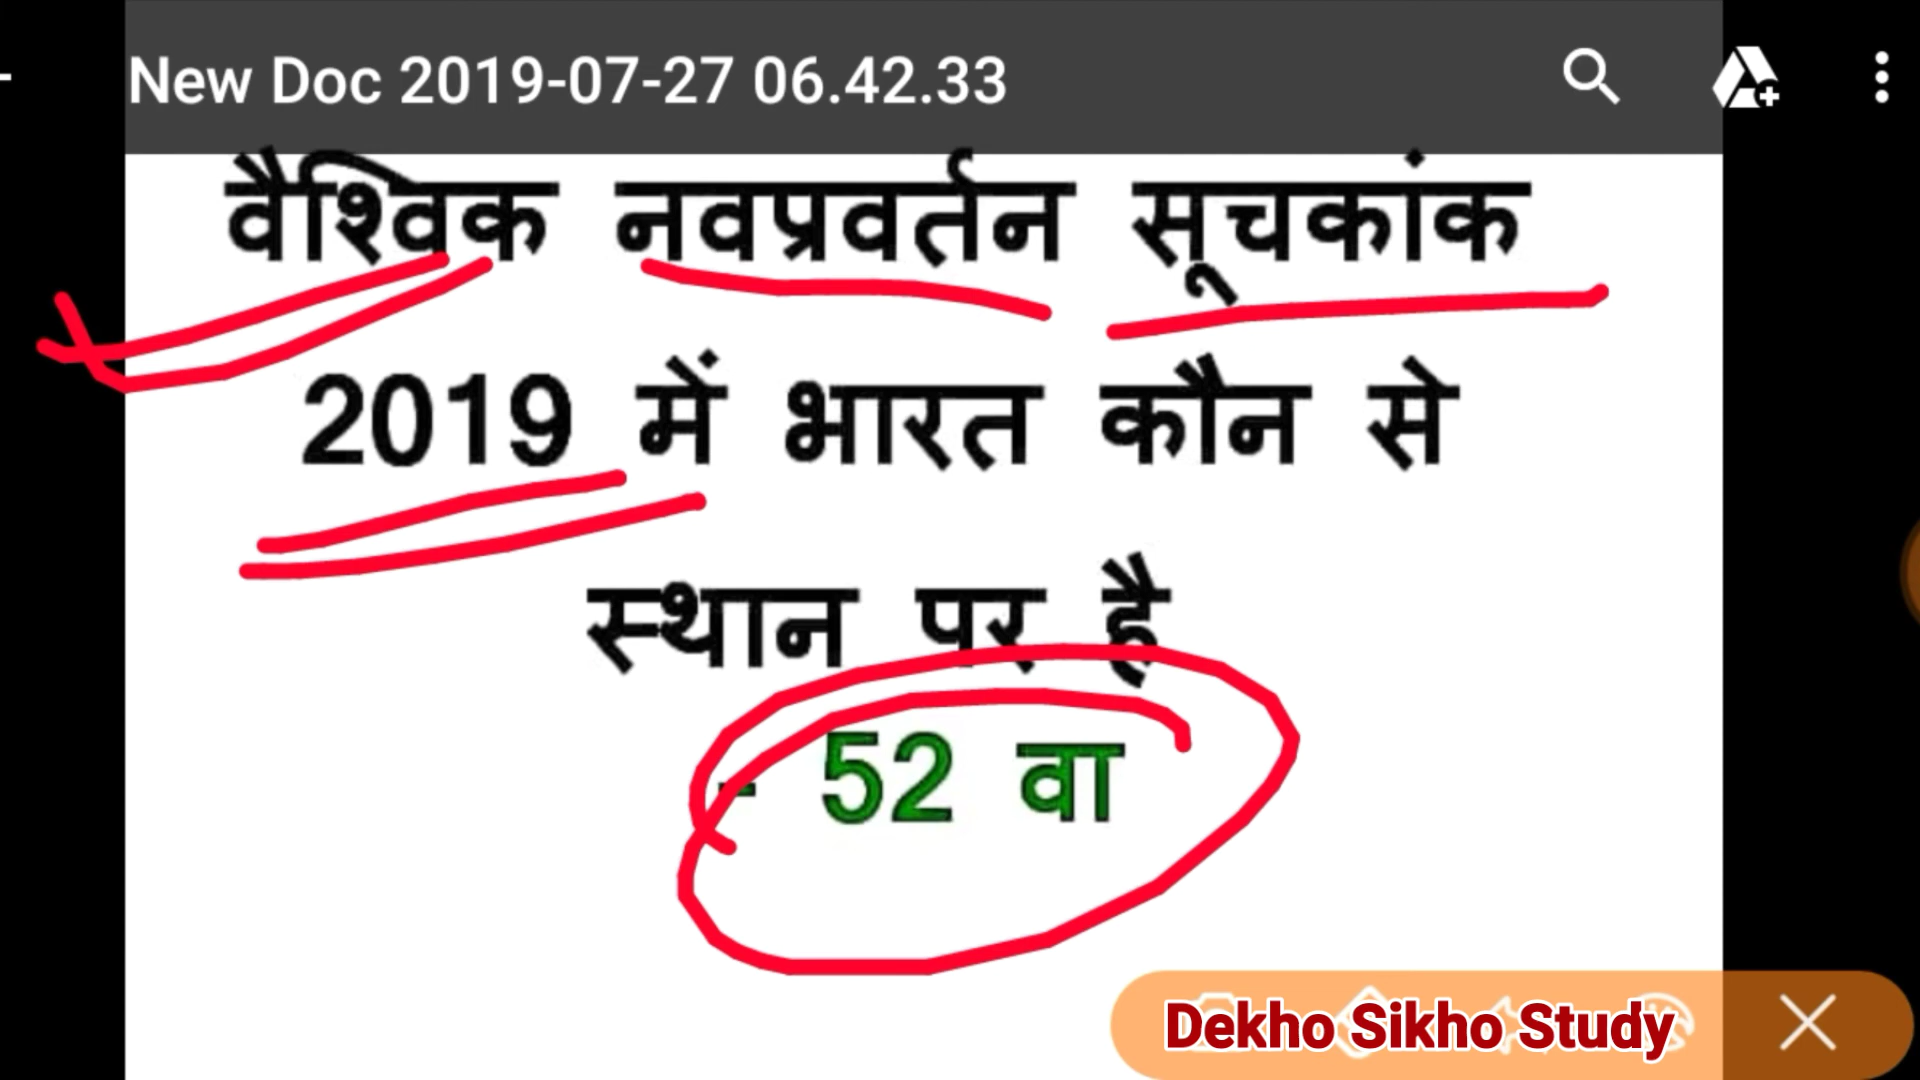 New Doc 2019-07-27 06.42.33
वैश्विक नवप्रवर्तन सूचकांक
2019 में भारत कौन से
स्थान पर है
- 52 वा
Dekho Sikho Study